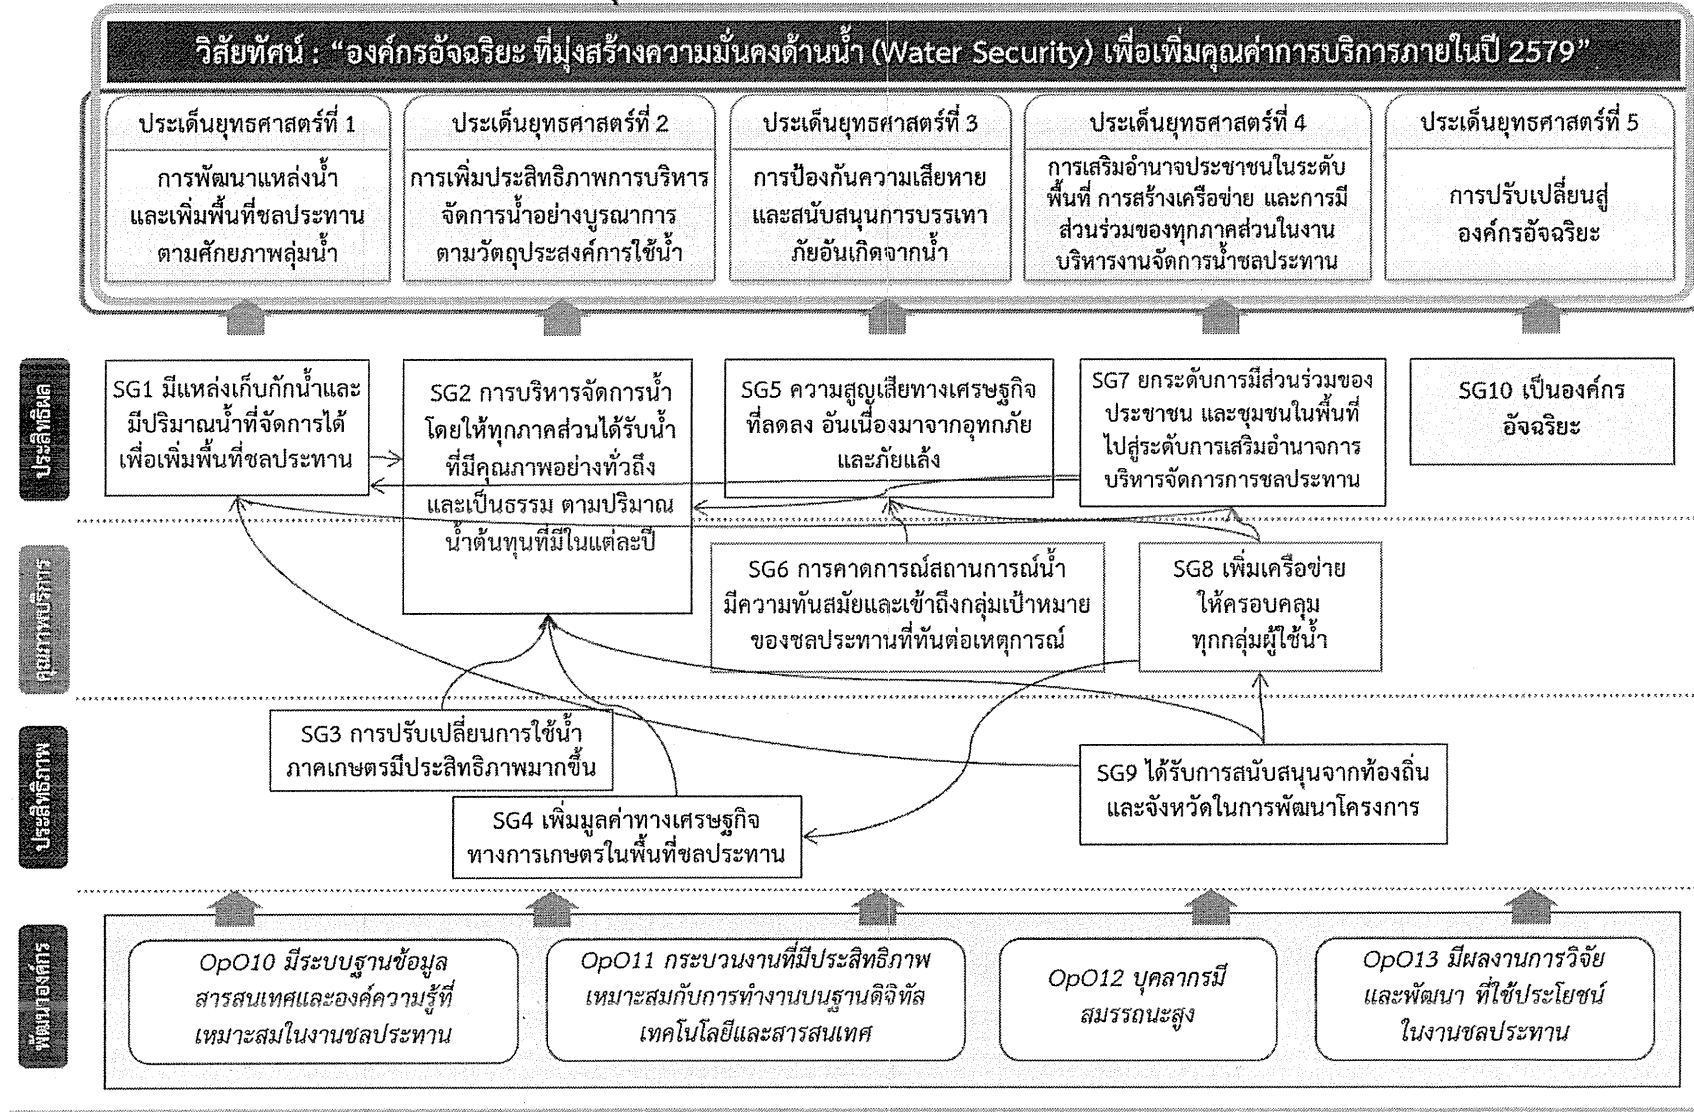 วิสัยทัศน์ : “องค์กรอัจฉริยะ ที่มุ่งสร้างความมั่นคงด้านน้ำ (Water Security) เพื่อเพิ่มคุณค่าการบริการภายในปี 2579”
ประเด็นยุทธศาสตร์ที่ 1
การพัฒนาแหล่งน้ำ
และเพิ่มพื้นที่ชลประทาน
ตามศักยภาพลุ่มน้ำ
ประเด็นยุทธศาสตร์ที่ 2
การเพิ่มประสิทธิภาพการบริหาร
จัดการน้ำอย่างบูรณาการ
ตามวัตถุประสงค์การใช้น้ำ
ประเด็นยุทธศาสตร์ที่ 3
การป้องกันความเสียหาย
และสนับสนุนการบรรเทา
ภัยอันเกิดจากน้ำ
ประเด็นยุทธศาสตร์ที่ 4
การเสริมอำนาจประชาชนในระดับ
พื้นที่ การสร้างเครือข่าย และการมี
ส่วนร่วมของทุกภาคส่วนในงาน
บริหารงานจัดการน้ำชลประทาน
ประเด็นยุทธศาสตร์ที่ 5
การปรับเปลี่ยนสู่
องค์กรอัจฉริยะ
ประสิทธิผล
SG1 มีแหล่งเก็บกักน้ำและ
มีปริมาณน้ำที่จัดการได้
เพื่อเพิ่มพื้นที่ชลประทาน
SG2 การบริหารจัดการน้ำ
โดยให้ทุกภาคส่วนได้รับน้ำ
ที่มีคุณภาพอย่างทั่วถึง
และเป็นธรรม ตามปริมาณ
น้ำต้นทุนที่มีในแต่ละปี
SG5 ความสูญเสียทางเศรษฐกิจ
ที่ลดลง อันเนื่องมาจากอุทกภัย
และภัยแล้ง
SG7 ยกระดับการมีส่วนร่วมของ
ประชาชน และชุมชนในพื้นที่
ไปสู่ระดับการเสริมอำนาจการ
บริหารจัดการการชลประทาน
SG10 เป็นองค์กร
อัจฉริยะ
คุณภาพบริการ
SG6 การคาดการณ์สถานการณ์น้ำ
มีความทันสมัยและเข้าถึงกลุ่มเป้าหมาย
ของชลประทานที่ทันต่อเหตุการณ์
SG8 เพิ่มเครือข่าย
ให้ครอบคลุม
ทุกกลุ่มผู้ใช้น้ำ
ประสิทธิภาพ
SG3 การปรับเปลี่ยนการใช้น้ำ
ภาคเกษตรมีประสิทธิภาพมากขึ้น
SG4 เพิ่มมูลค่าทางเศรษฐกิจ
ทางการเกษตรในพื้นที่ชลประทาน
SG9 ได้รับการสนับสนุนจากท้องถิ่น
และจังหวัดในการพัฒนาโครงการ
พัฒนาองค์กร
OpO10 มีระบบฐานข้อมูล
สารสนเทศและองค์ความรู้ที่
เหมาะสมในงานชลประทาน
OpO11 กระบวนงานที่มีประสิทธิภาพ
เหมาะสมกับการทำงานบนฐานดิจิทัล
เทคโนโลยีและสารสนเทศ
OpO12 บุคลากรมี
สมรรถนะสูง
OpO13 มีผลงานการวิจัย
และพัฒนา ที่ใช้ประโยชน์
ในงานชลประทาน